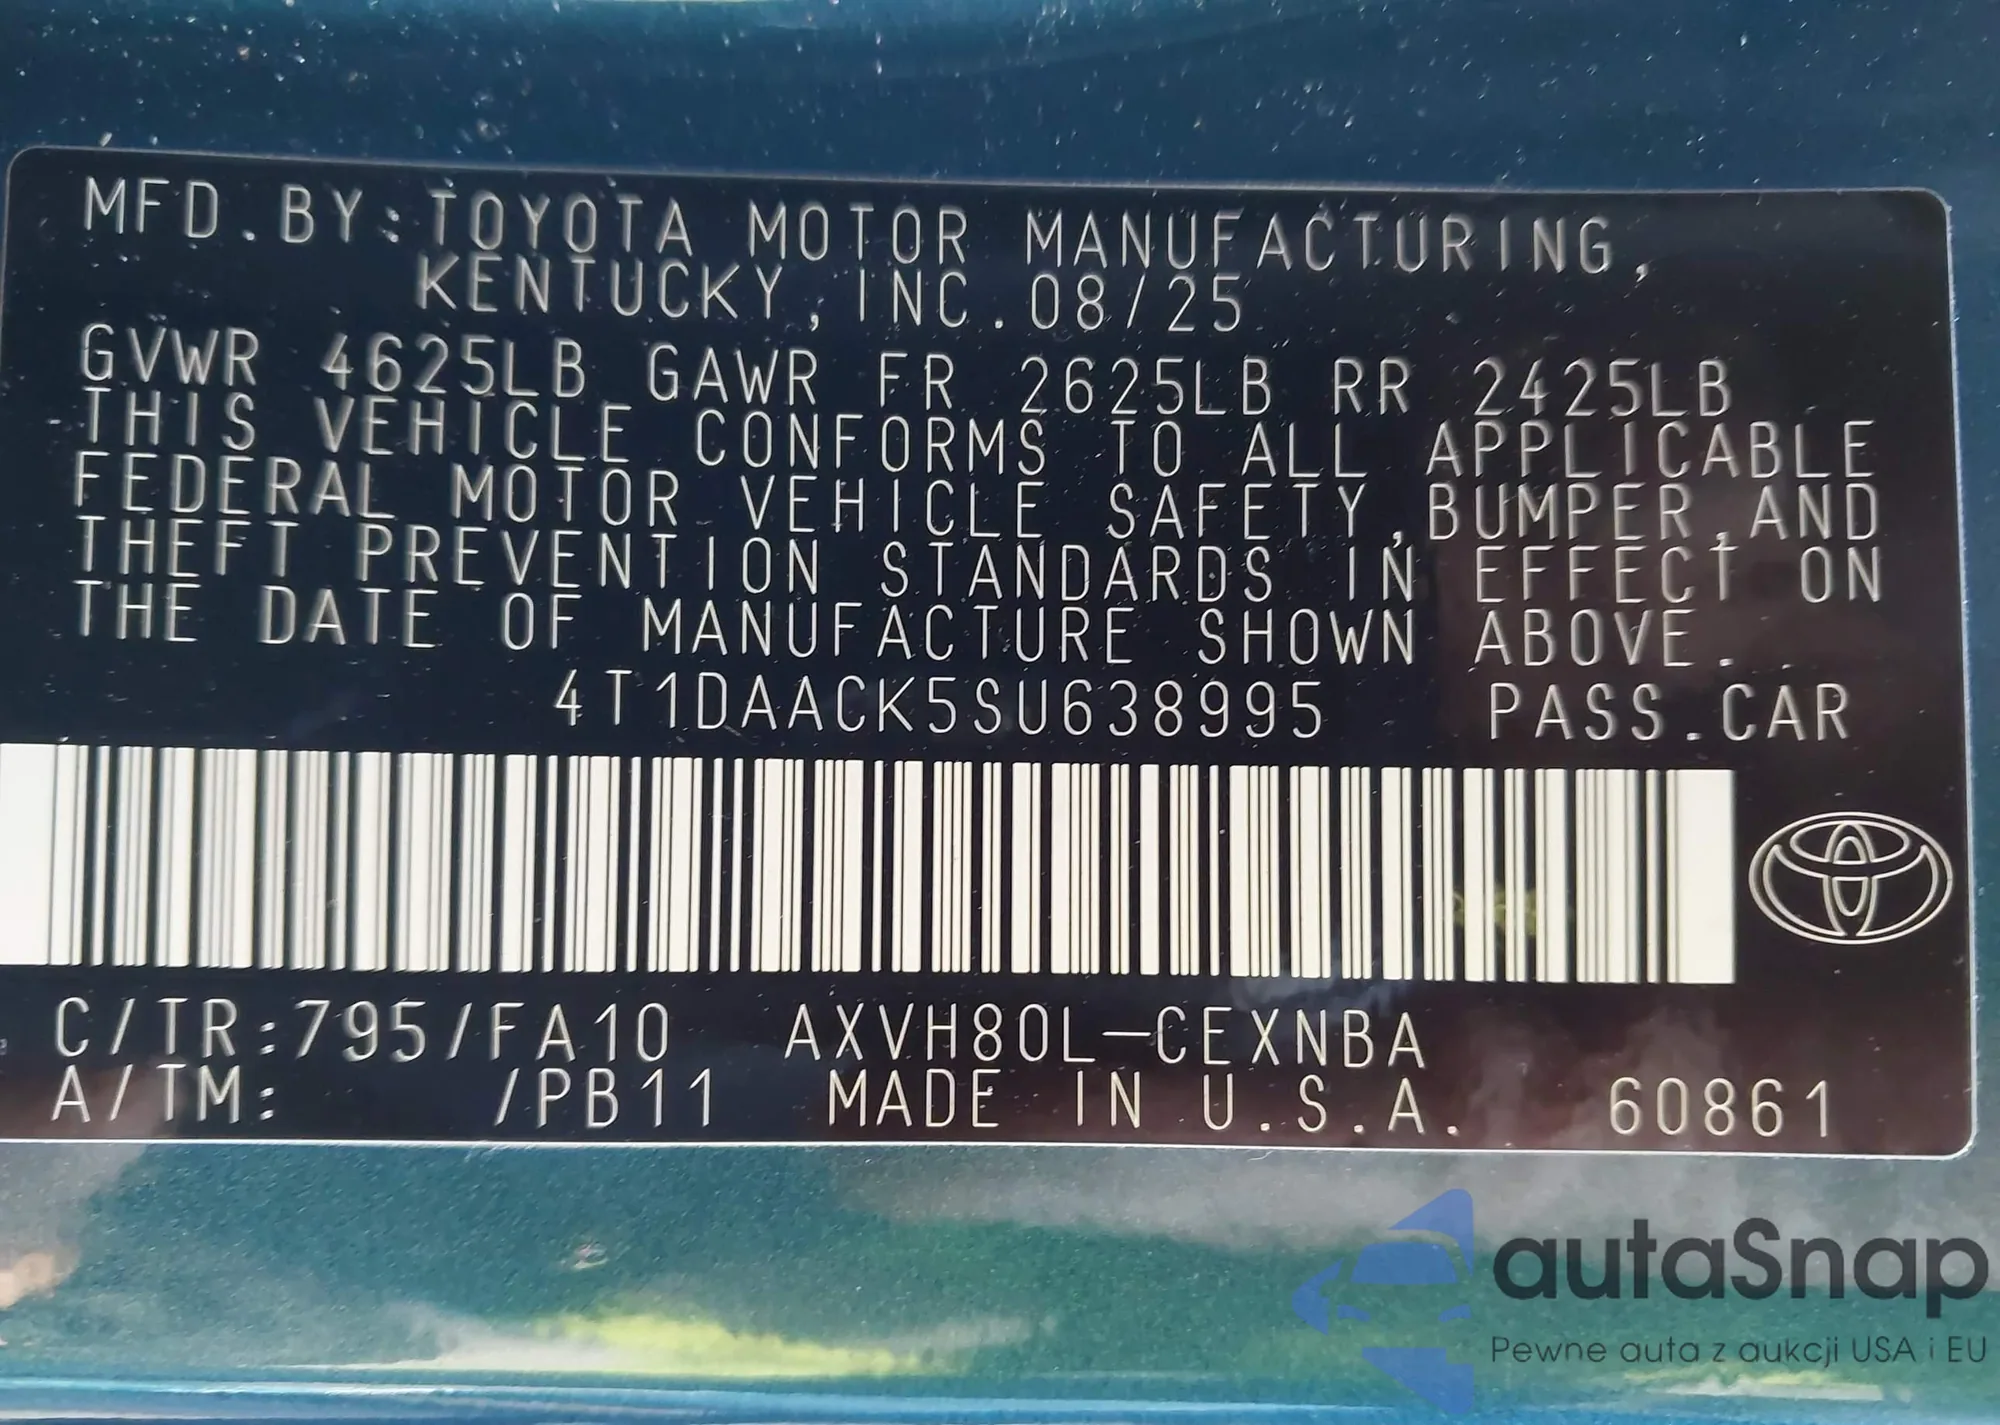 MFD.BY:TOYOTA MOTOR MANUFACTURING,
KENTUCKY,INC.08/25
GVWR 4625LB GAWR FR 2625LB RR 2425LB
THIS VEHICLE CONFORMS TO ALL APPLICABLE
FEDERAL MOTOR VEHICLE SAFETY,BUMPER,AND
THEFT PREVENTION STANDARDS IN EFFECT ON
THE DATE OF MANUFACTURE SHOWN ABOVE.
4T1DAACK5SU638995 PASS.CAR
C/TR:795/FA10 AXVH80L-CEXNBA
A/TM: /PB11 MADE IN U.S.A. 60861
autaSnap
Pewne auta z aukcji USA i EU